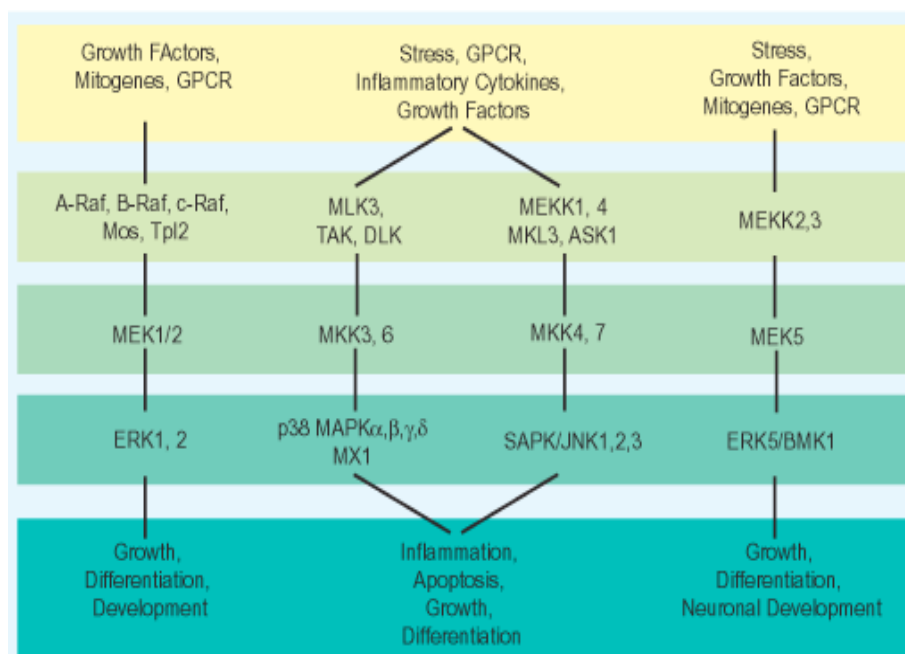 Growth FActors,
Mitogenes, GPCR
Stress, GPCR,
Inflammatory Cytokines,
Growth Factors
Stress,
Growth Factors,
Mitogenes, GPCR
A-Raf, B-Raf, c-Raf,
Mos, Tpl2
MLK3,
TAK, DLK
MEKK1, 4
MKL3, ASK1
MEKK2,3
MEK1/2
MKK3, 6
MKK4, 7
MEK5
ERK1, 2
p38 MAPKα,β,γ,δ
MX1
SAPK/JNK1,2,3
ERK5/BMK1
Growth,
Differentiation,
Development
Inflammation,
Apoptosis,
Growth,
Differentiation
Growth,
Differentiation,
Neuronal Development